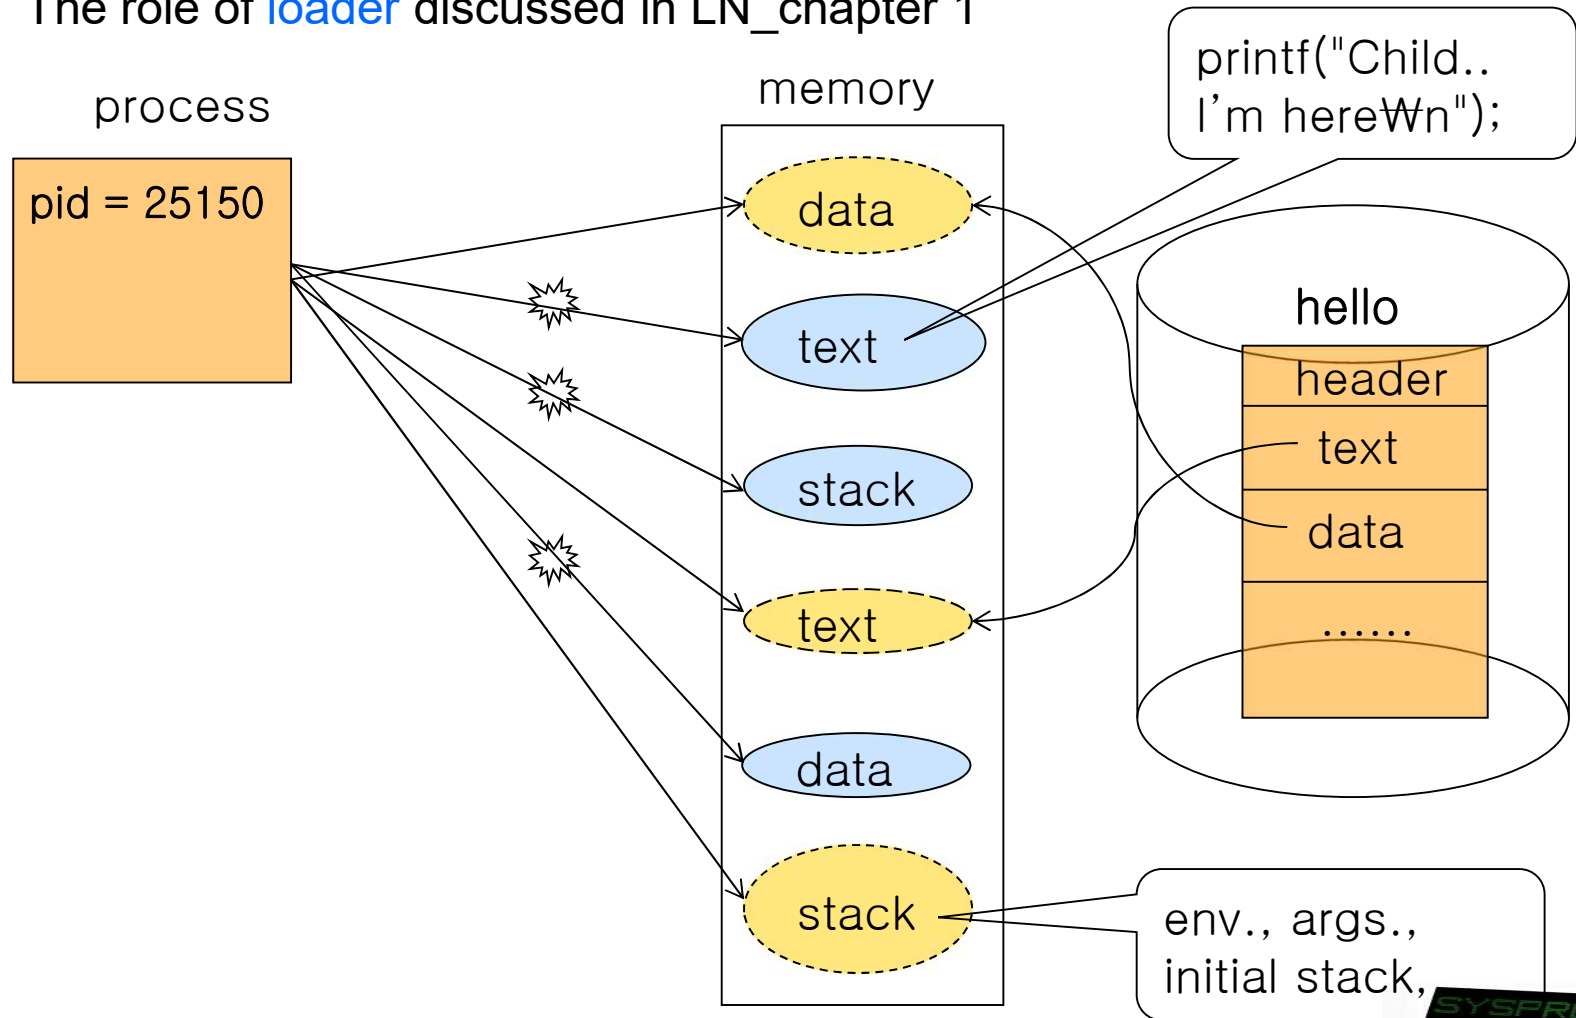 The role of loader discussed in LN_chapter 1
process
memory
printf("Child..
I'm here₩n");
pid = 25150
data
text
stack
text
data
stack
hello
header
text
data
......
env., args.,
initial stack,